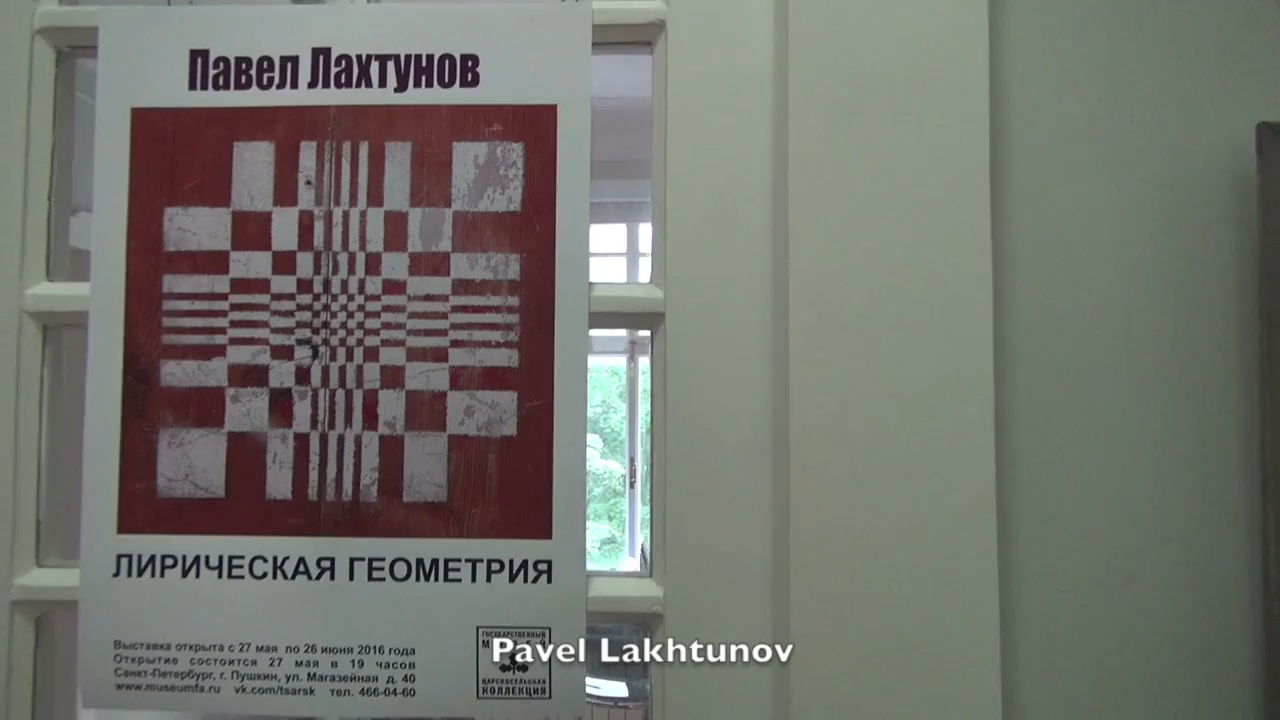 Павел Лахтунов
ЛИРИЧЕСКАЯ ГЕОМЕТРИЯ
Выставка открыта с 27 мая по 26 июня 2016 года
Открытие состоится 27 мая в 19 часов
Санкт-Петербург, г. Пушкин, ул. Магазейная д. 40
www.museumfa.ru vk.com/tsarsk тел. 466-04-60
ГОСУДАРСТВЕННЫЙ
ЦАРСКОСЕЛЬСКАЯ
КОЛЛЕКЦИЯ
Pavel Lakhtunov